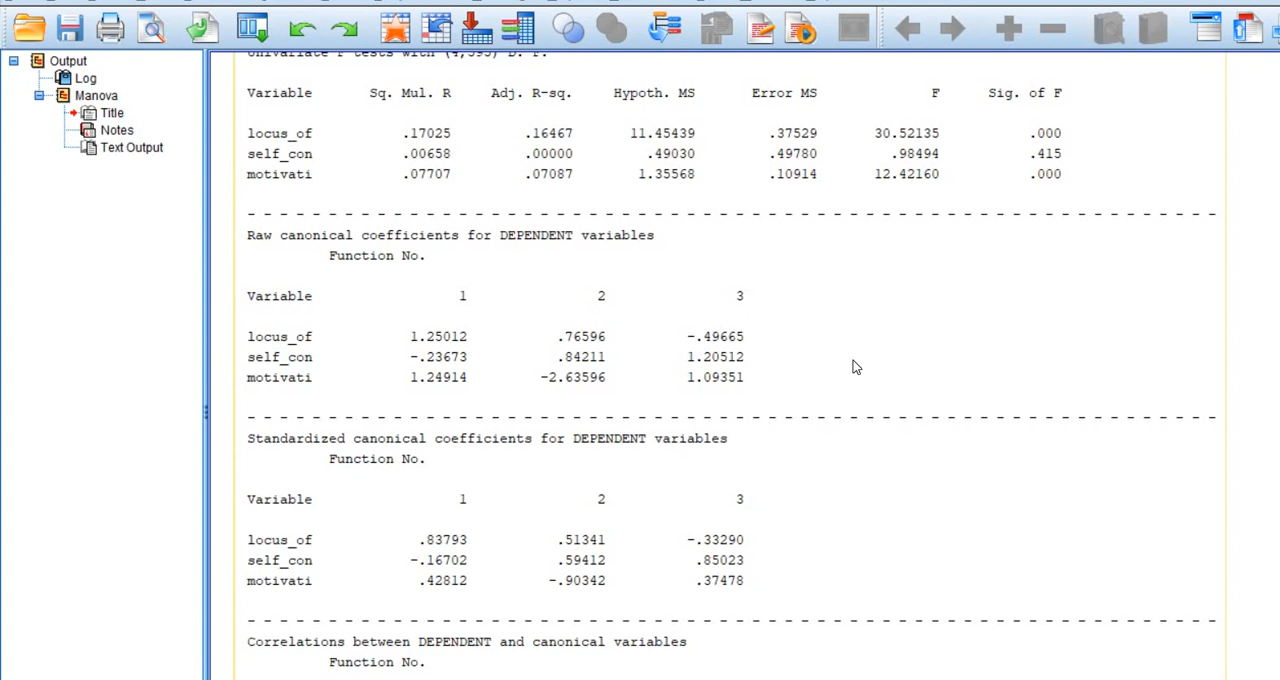 Output
Log
Manova
Title
Notes
Text Output
Univariate F tests with (4,595) D. F.
Variable Sq. Mul. R Adj. R-sq. Hypoth. MS Error MS F Sig. of F
locus_of .17025 .16467 11.45439 .37529 30.52135 .000
self_con .00658 .00000 .49030 .49780 .98494 .415
motivati .07707 .07087 1.35568 .10914 12.42160 .000
- - - - - - - - - - - - - - - - - - - - - - - - - - - - - - - - - - - - - - - - - - - - - - - - - - - - - - - - - - - -
Raw canonical coefficients for DEPENDENT variables
Function No.
Variable 1 2 3
locus_of 1.25012 .76596 -.49665
self_con -.23673 .84211 1.20512
motivati 1.24914 -2.63596 1.09351
- - - - - - - - - - - - - - - - - - - - - - - - - - - - - - - - - - - - - - - - - - - - - - - - - - - - - - - - - - - -
Standardized canonical coefficients for DEPENDENT variables
Function No.
Variable 1 2 3
locus_of .83793 .51341 -.33290
self_con -.16702 .59412 .85023
motivati .42812 -.90342 .37478
- - - - - - - - - - - - - - - - - - - - - - - - - - - - - - - - - - - - - - - - - - - - - - - - - - - - - - - - - - - -
Correlations between DEPENDENT and canonical variables
Function No.